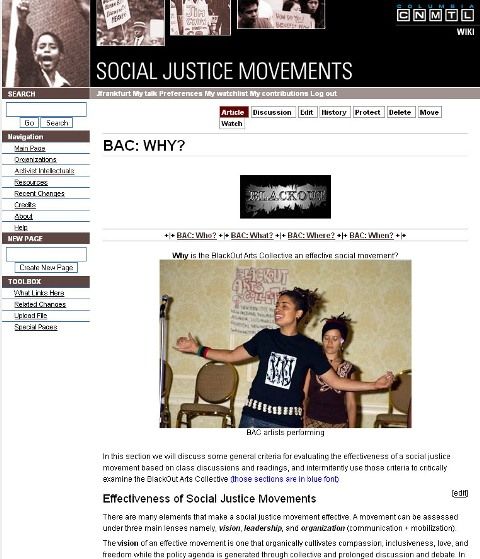 COLUMBIA
CNMTL
WIKI
SOCIAL JUSTICE MOVEMENTS
SEARCH
Jfrankfurt My talk Preferences My watchlist My contributions Log out
Go Search
Article Discussion Edit History Protect Delete Move
Watch
Navigation
Main Page
Organizations
Activist Intellectuals
Resources
Recent Changes
Credits
About
Help
NEW PAGE
Create New Page
TOOLBOX
What Links Here
Related Changes
Upload File
Special Pages
BAC: WHY?
BLACKOUT
+|+ BAC: Who? +|+ BAC: What? +|+ BAC: Where? +|+ BAC: When? +|+
Why is the BlackOut Arts Collective an effective social movement?
BLACKOUT
ARTS
COLLECTIVE
BAC artists performing
In this section we will discuss some general criteria for evaluating the effectiveness of a social justice
movement based on class discussions and readings, and intermitently use those criteria to critically
examine the BlackOut Arts Collective (those sections are in blue font)
[edit]
Effectiveness of Social Justice Movements
There are many elements that make a social justice movement effective. A movement can be assessed
under three main lenses namely, vision, leadership, and organization (communication + mobilization).
The vision of an effective movement is one that organically cultivates compassion, inclusiveness, love, and
freedom while the policy agenda is generated through collective and prolonged discussion and debate. In